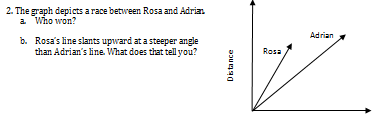 2. The graph depicts a race between Rosa and Adrian.
a. Who won?
b. Rosa's line slants upward at a steeper angle
than Adrian's line. What does that tell you?
Adrian
Rosa
Distance